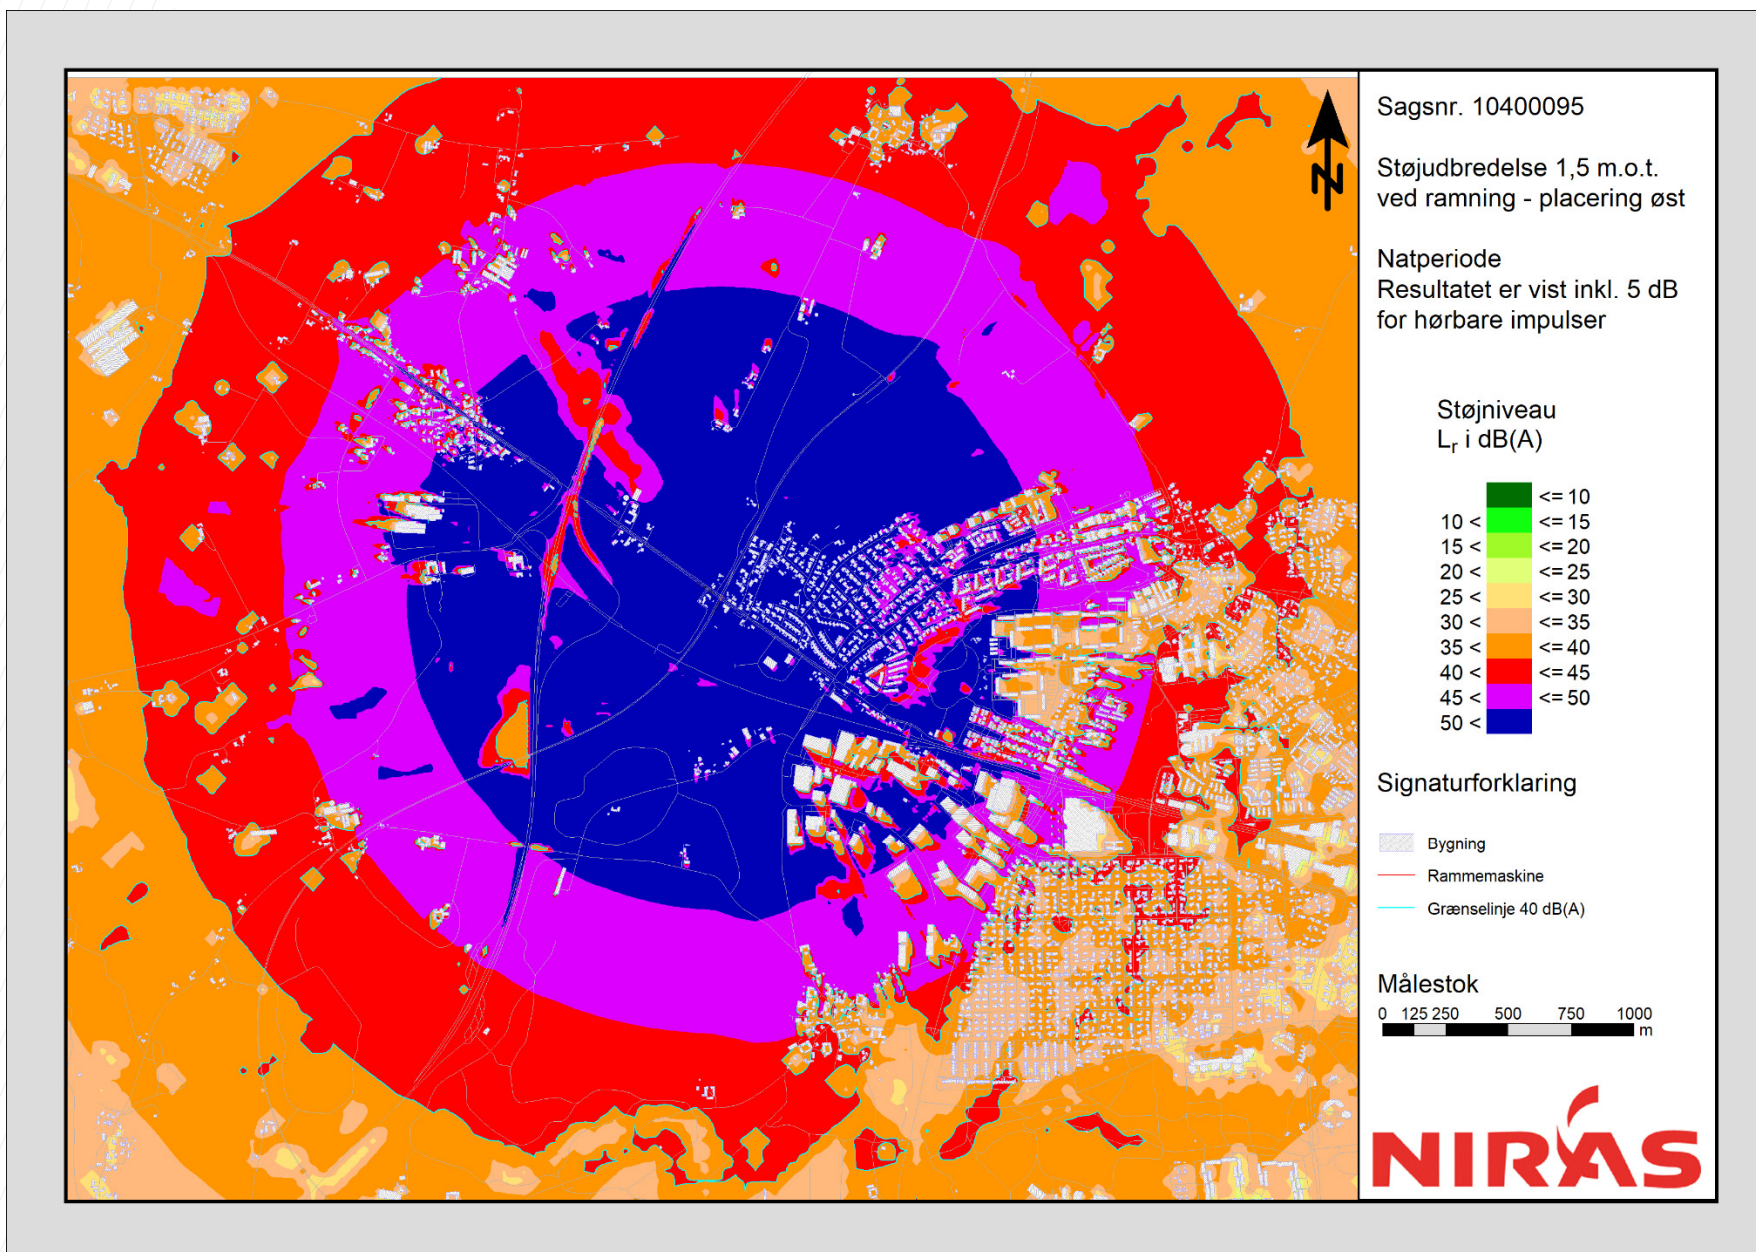 Sagsnr. 10400095
Støjudbredelse 1,5 m.o.t.
ved ramning - placering øst
Natperiode
Resultatet er vist inkl. 5 dB
for hørbare impulser
Støjniveau
Lr i dB(A)
<= 10
10 < <= 15
15 < <= 20
20 < <= 25
25 < <= 30
30 < <= 35
35 < <= 40
40 < <= 45
45 < <= 50
50 <
Signaturforklaring
Bygning
Rammemaskine
Grænselinje 40 dB(A)
Målestok
0 125 250 500 750 1000
m
NIRAS
N